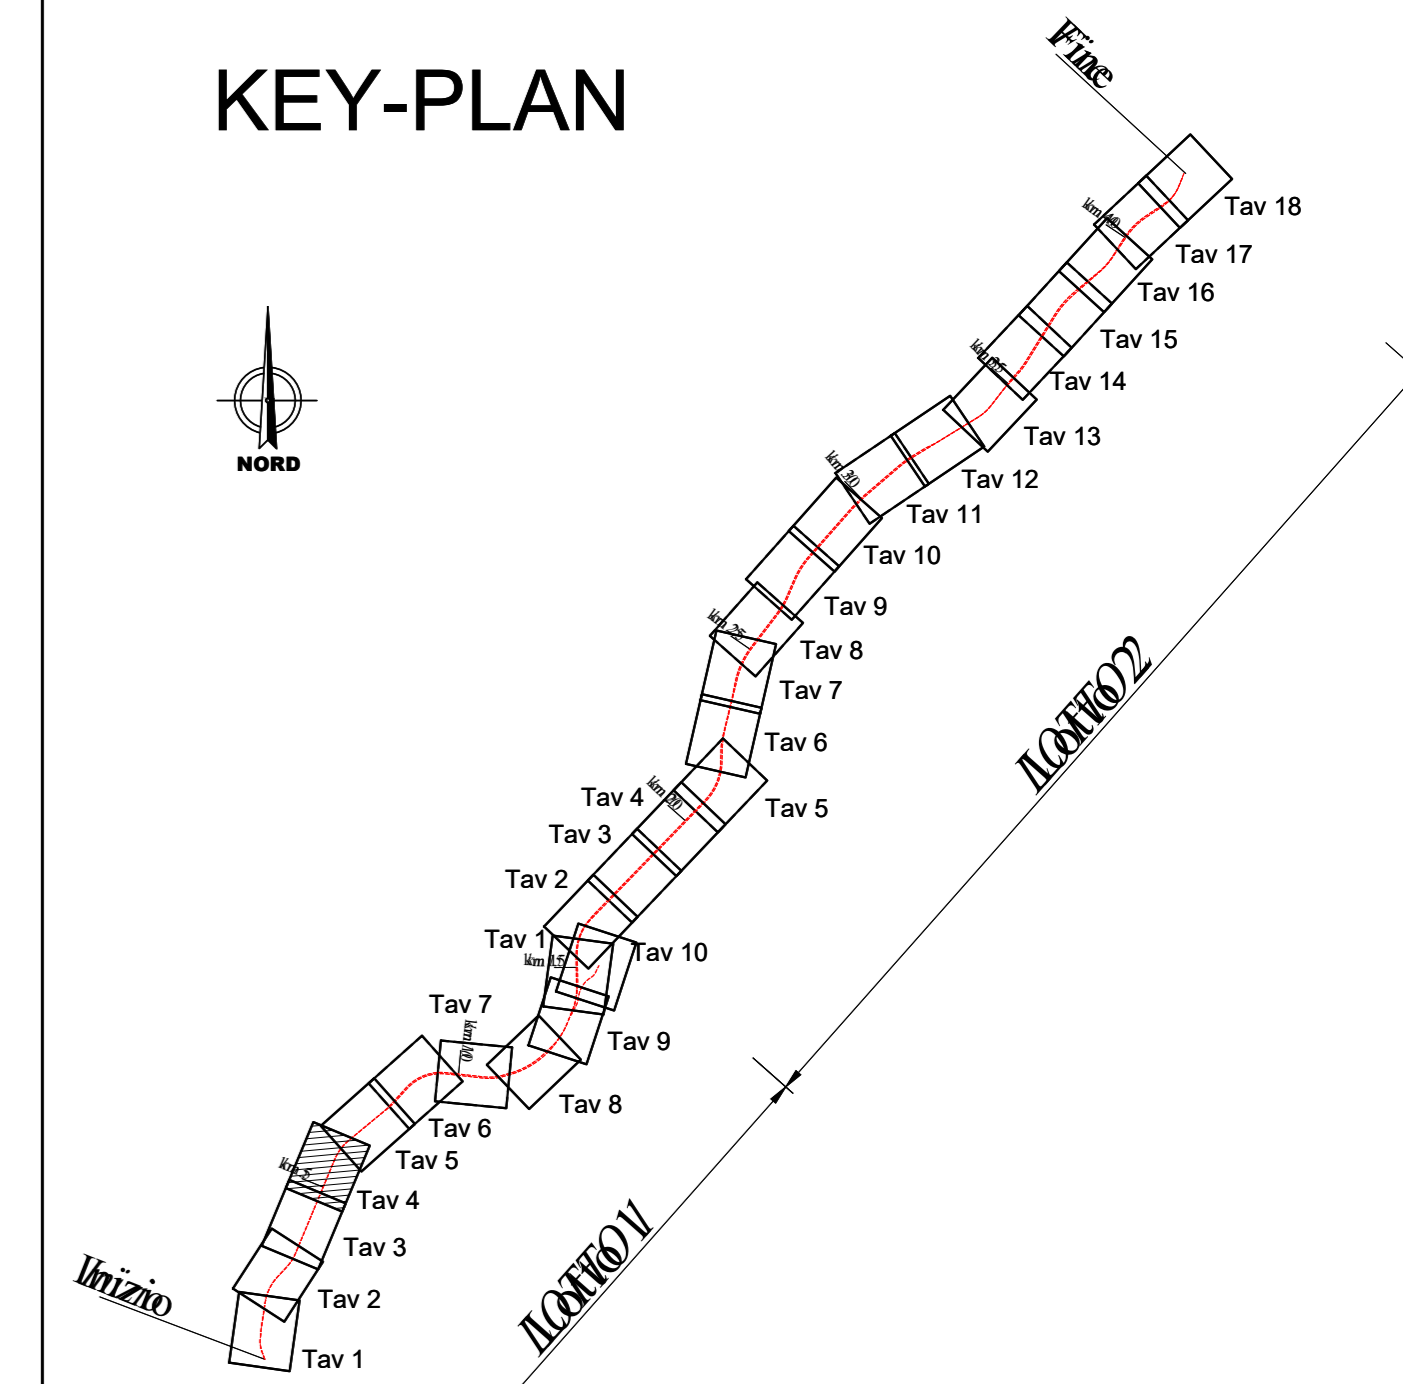 Fine
KEY-PLAN
Tav 18
km 40
Tav 17
Tav 16
Tav 15
km 35
Tav 14
Tav 13
NORD
km 30
Tav 12
Tav 11
Tav 10
Tav 9
km 25
Tav 8
Tav 7
Tav 6
LOTTO 2
Tav 4
km 20
Tav 5
Tav 3
Tav 2
Tav 1
Tav 10
km 15
Tav 7
km 10
Tav 9
Tav 8
Tav 6
Tav 5
km 5
Tav 4
Tav 3
LOTTO 1
Inizio
Tav 2
Tav 1